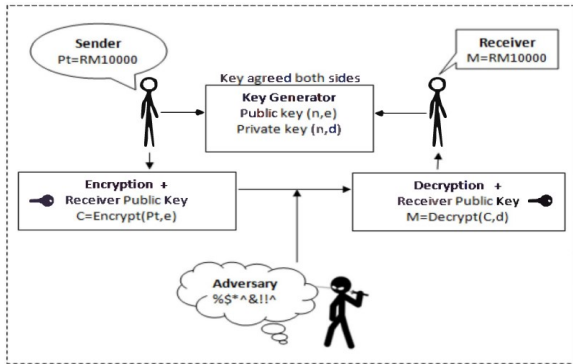 Sender
Pt=RM10000
Receiver
M=RM10000
Key agreed both sides
Key Generator
Public key (n,e)
Private key (n,d)
Encryption +
Receiver Public Key
C=Encrypt(Pt,e)
Decryption +
Receiver Public Key
M=Decrypt(C,d)
Adversary
%$*^&!!^